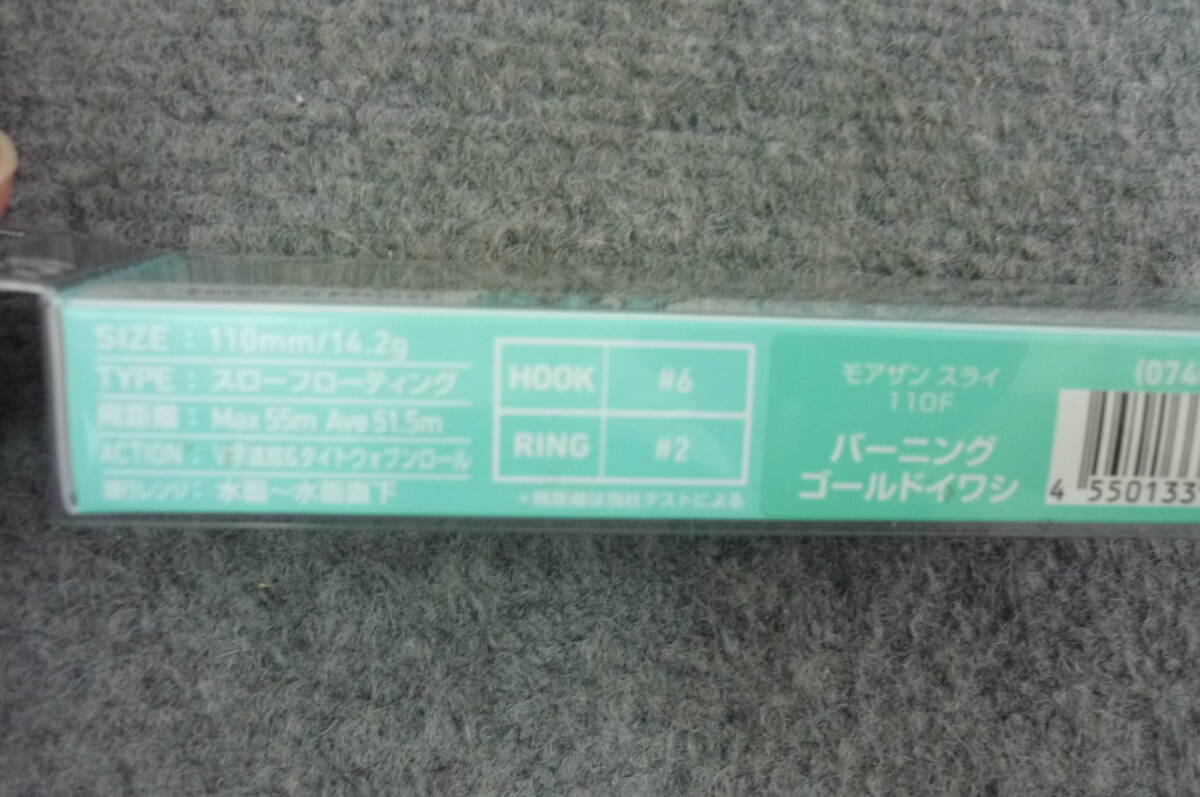 SIZE : 110mm/14.2g
TYPE : スローフローティング
飛距離 : Max 55m Ave 51.5m
ACTION : V字連続&タイトウォブンロール
レンジ : 水面～水面直下
HOOK #6
RING #2
*飛距離は当社テストによる
モアザン スライ
110F
バーニング
ゴールドイワシ
(074
4 550133